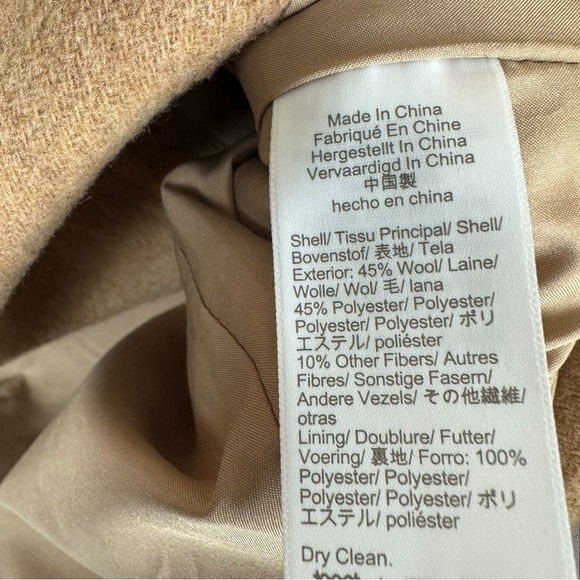 Made In China
Fabriqué En Chine
Hergestellt In China
Vervaardigd In China
中国製
hecho en china
Shell/ Tissu Principal/ Shell/
Bovenstof/ 表地/ Tela
Exterior: 45% Wool/ Laine/
Wolle/ Wol/ 毛/ lana
45% Polyester/ Polyester/
Polyester/ Polyester/ ポリ
エステル/ poliéster
10% Other Fibers/ Autres
Fibres/ Sonstige Fasern/
Andere Vezels/ その他繊維/
otras
Lining/ Doublure/ Futter/
Voering/ 裏地/ Forro: 100%
Polyester/ Polyester/
Polyester/ Polyester/ ポリ
エステル/ poliéster
Dry Clean.